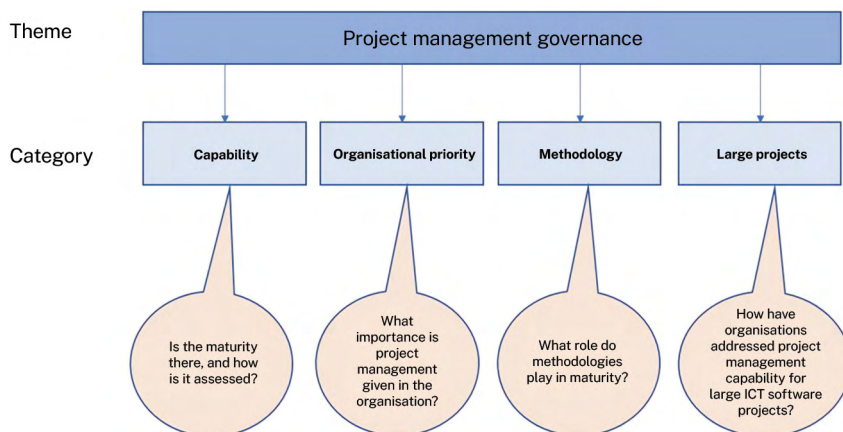 Theme
Project management governance
Category
Capability
Organisational priority
Methodology
Large projects
Is the maturity
there, and how
is it assessed?
What
importance is
project
management
given in the
organisation?
What role do
methodologies
play in maturity?
How have
organisations
addressed project
management
capability for
large ICT software
projects?